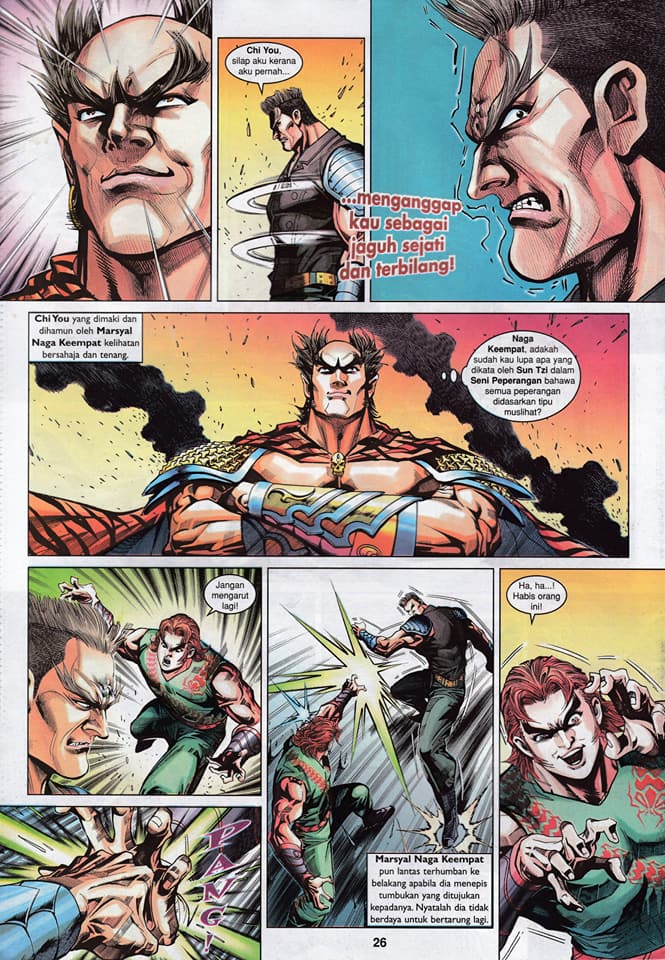 Chi You,
silap aku kerana
aku pernah...
...menganggap
kau sebagai
jaguh sejati
dan terbilang!
Chi You yang dimaki dan
dihamun oleh Marsyal
Naga Keempat kelihatan
bersahaja dan tenang.
Naga
Keempat, adakah
sudah kau lupa apa yang
dikata oleh Sun Tzi dalam
Seni Peperangan bahawa
semua peperangan
didasarkan tipu
muslihat?
Jangan
mengarut
lagi!
PANG!
Marsyal Naga Keempat
pun lantas terhumban ke
belakang apabila dia menepis
tumbukan yang ditujukan
kepadanya. Nyatalah dia tidak
berdaya untuk bertarung lagi.
Ha, ha...!
Habis orang
ini!
26